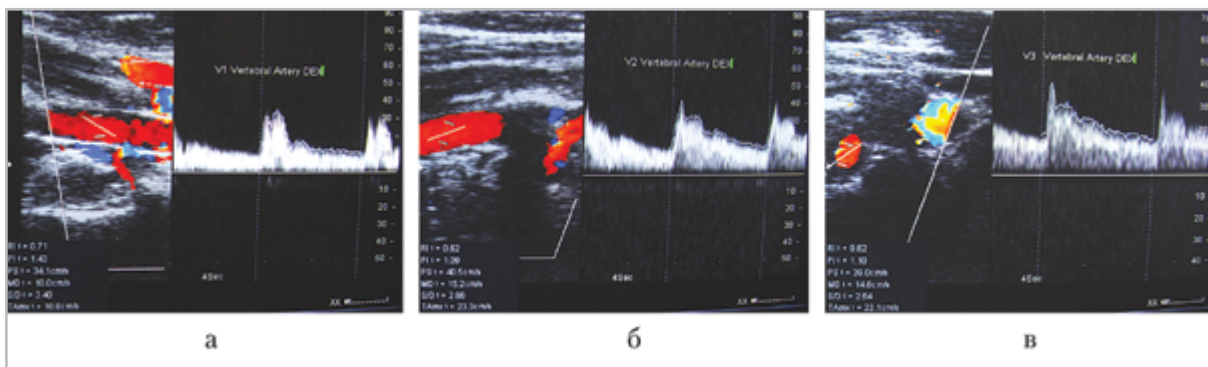 V1 Vertebral Artery DEX
RI I = 0.71
PI I = 1.40
PS I = 34.1cm/s
MD I = 10.0cm/s
S/D I = 3.40
4Sec
V2 Vertebral Artery DEX
RI I = 0.62
PI I = 1.09
PS I = 40.5cm/s
MD I = 15.2cm/s
S/D I = 2.66
TAmx I = 23.3cm/s
4Sec
V3 Vertebral Artery DEX
RI I = 0.62
PI I = 1.10
PS I = 39.0cm/s
MD I = 14.8cm/s
S/D I = 2.64
TAmx I = 22.1cm/s
4Sec
а
б
в